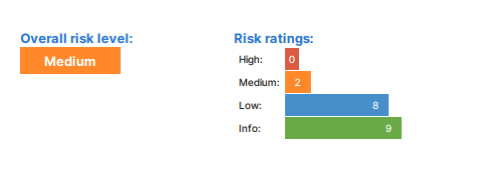 Overall risk level:
Medium
Risk ratings:
High: 0
Medium: 2
Low: 8
Info: 9